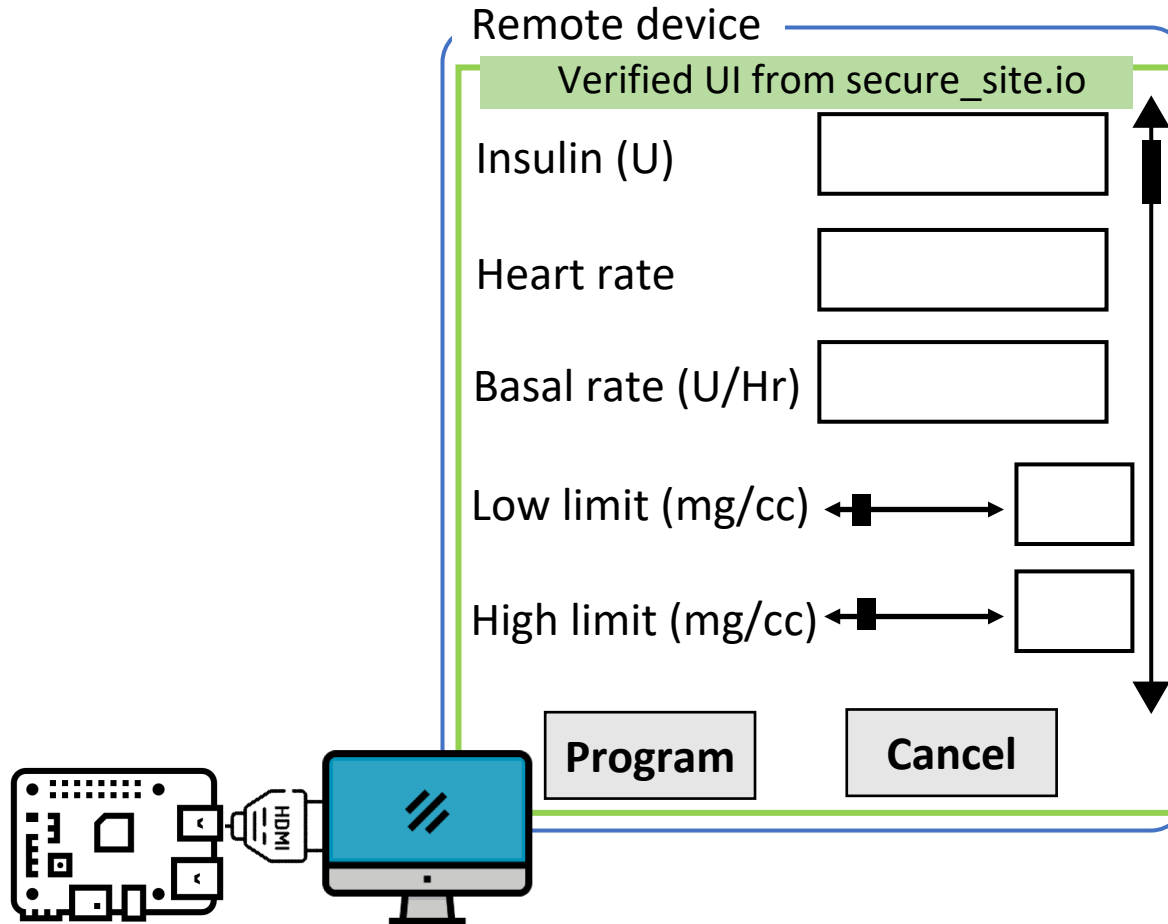 Remote device
Verified UI from secure_site.io
Insulin (U)
Heart rate
Basal rate (U/Hr)
Low limit (mg/cc)
High limit (mg/cc)
Program Cancel
HDMI